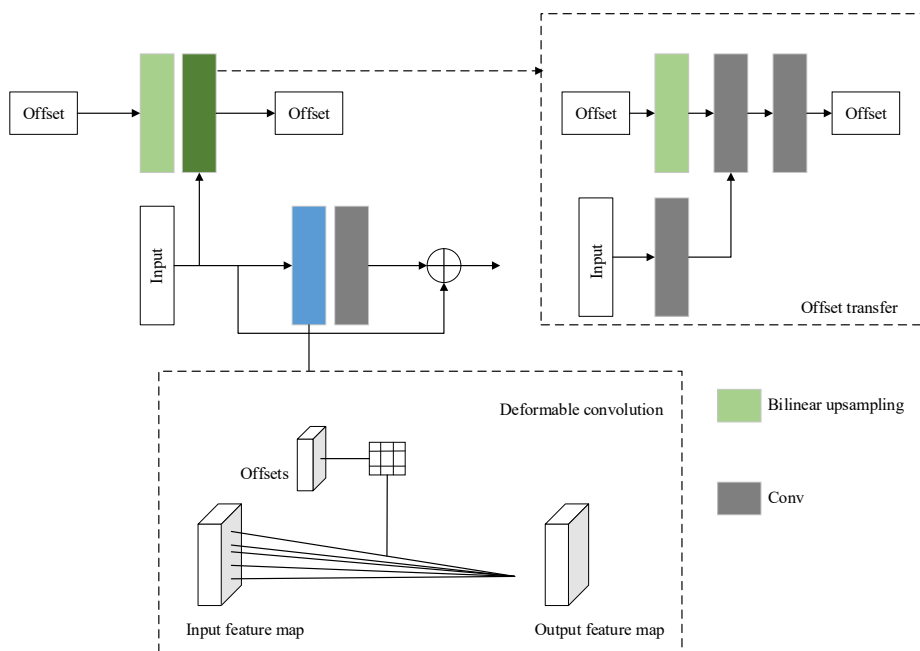 Offset
Offset
Offset
Offset
Input
Input
Offset transfer
Deformable convolution
Offsets
Input feature map
Output feature map
Bilinear upsampling
Conv